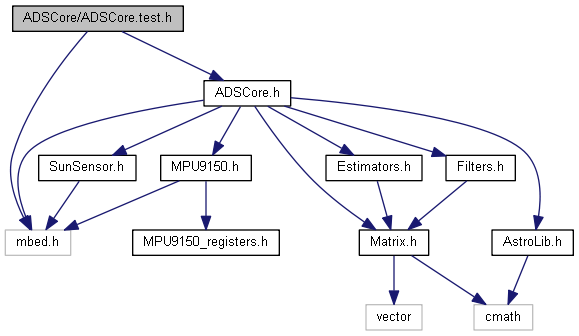 ADSCore/ADSCore.test.h
ADSCore.h
SunSensor.h
MPU9150.h
Estimators.h
Filters.h
mbed.h
MPU9150_registers.h
Matrix.h
AstroLib.h
vector
cmath